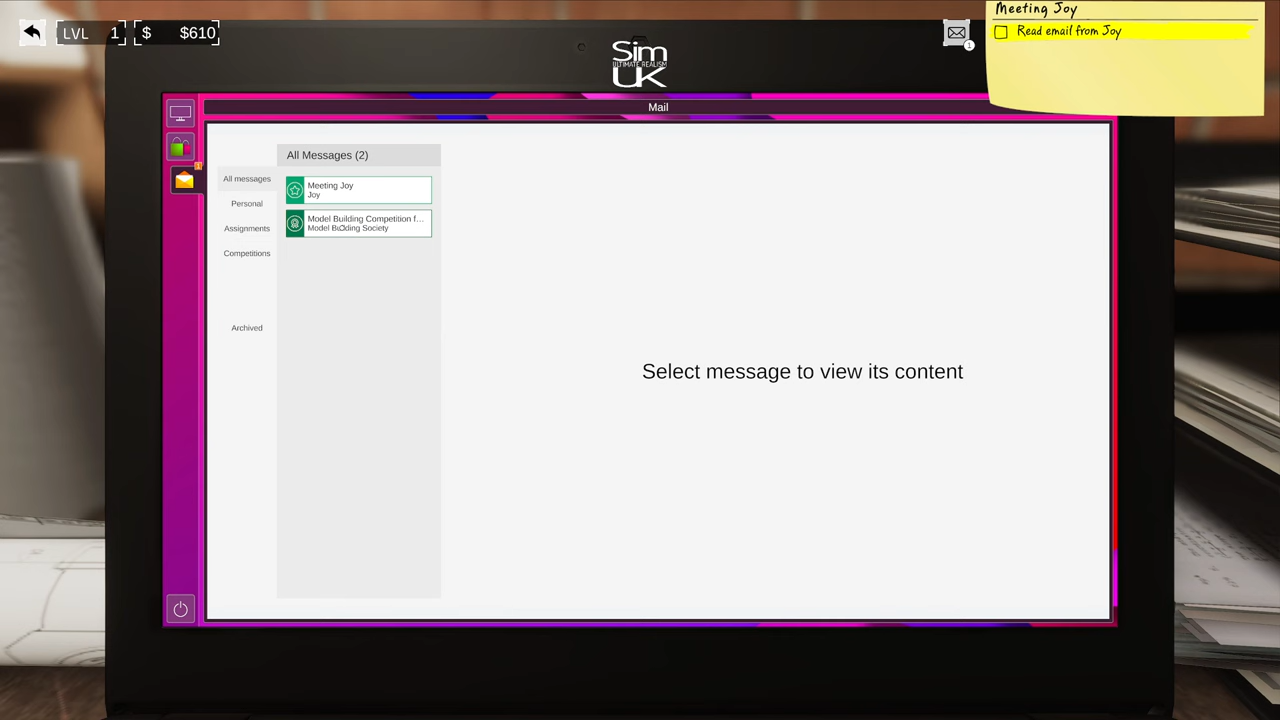 LVL 1 $ $610
Sim
ULTIMATE REALISM
UK
1
Meeting Joy
Read email from Joy
Mail
All Messages (2)
All messages
Personal
Assignments
Competitions
Archived
Meeting Joy
Joy
Model Building Competition f...
Model Building Society
Select message to view its content